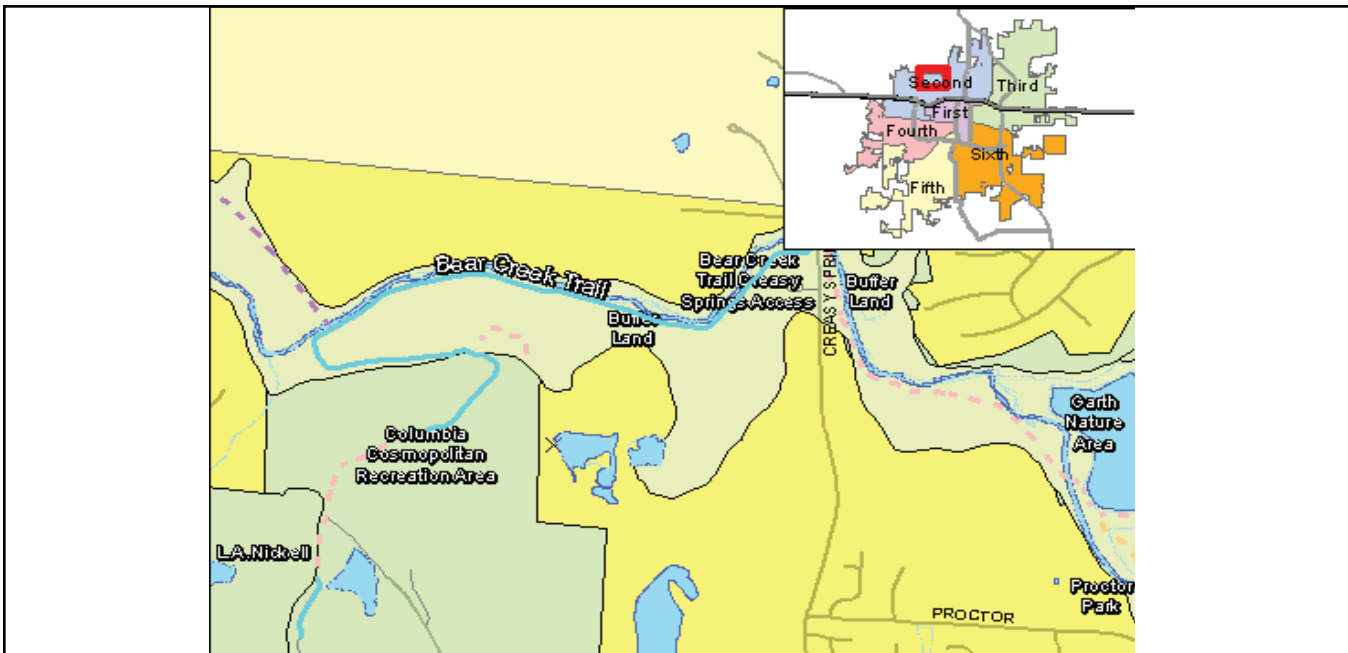 Second
Third
First
Fourth
Sixth
Fifth
Bear Creek Trail
Bear Creek
Trail Creasy
Springs Access
Buffer
Land
Buffer
Land
CREASY SPRI
Garth
Nature
Area
Columbia
Cosmopolitan
Recreation Area
L.A. Nickell
Proctor
Park
PROCTOR